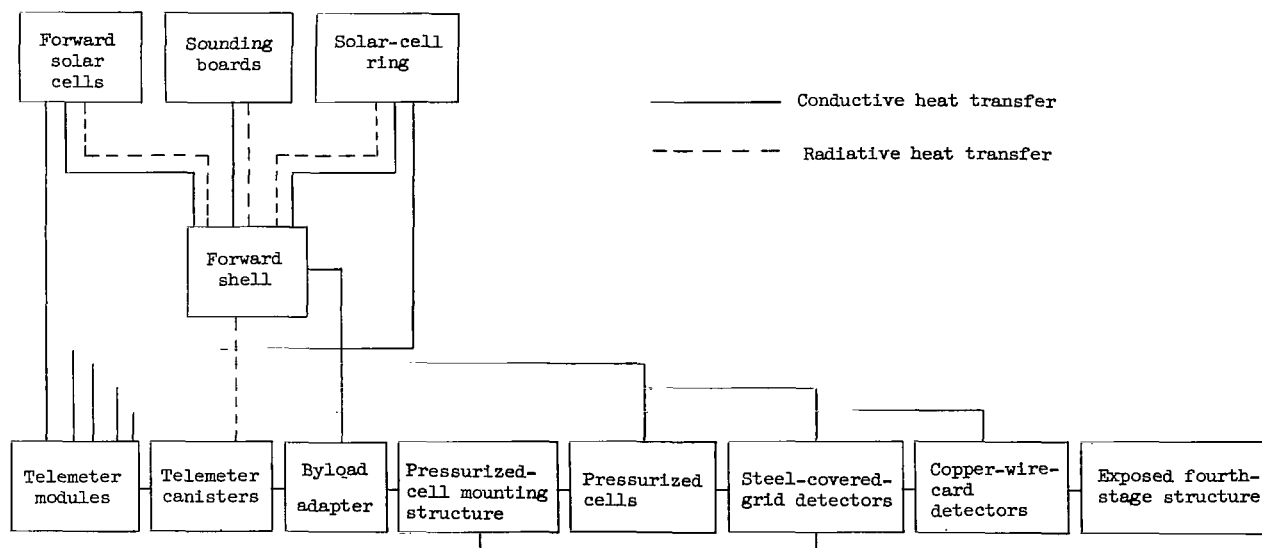 Forward
solar
cells
Sounding
boards
Solar-cell
ring
Conductive heat transfer
Radiative heat transfer
Forward
shell
Telemeter
modules
Telemeter
canisters
Byload
adapter
Pressurized-
cell mounting
structure
Pressurized
cells
Steel-covered-
grid detectors
Copper-wire-
card
detectors
Exposed fourth-
stage structure